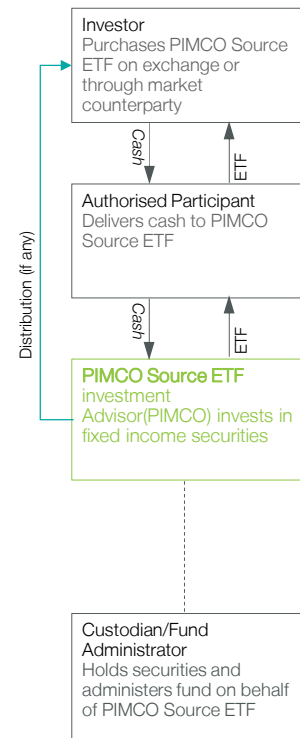 Investor
Purchases PIMCO Source
ETF on exchange or
through market
counterparty
Cash
ETF
Authorised Participant
Delivers cash to PIMCO
Source ETF
Distribution (if any)
Cash
ETF
PIMCO Source ETF
investment
Advisor(PIMCO) invests in
fixed income securities
Custodian/Fund
Administrator
Holds securities and
administers fund on behalf
of PIMCO Source ETF